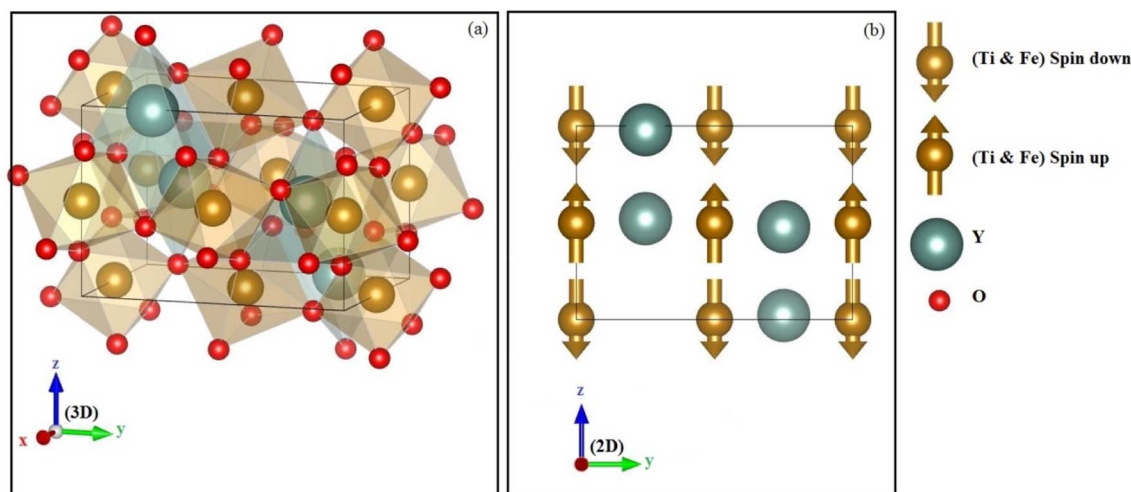 (a)
z
(3D)
x
y
(b)
z
(2D)
y
(Ti & Fe) Spin down
(Ti & Fe) Spin up
Y
O